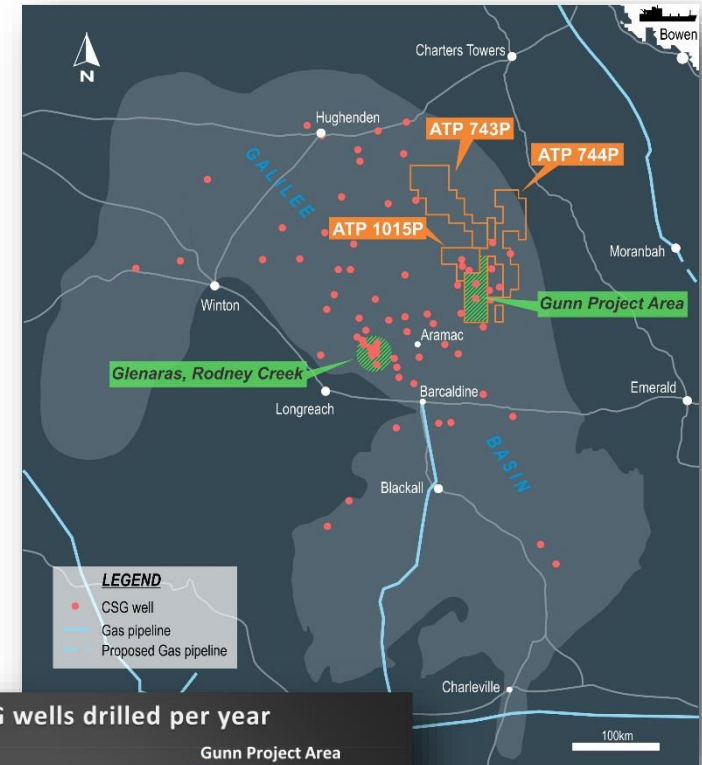 Bowen
Charters Towers
N
Hughenden
ATP 743P
GALILEE
ATP 744P
ATP 1015P
Moranbah
Winton
Gunn Project Area
Aramac
Glenaras, Rodney Creek
Longreach
Barcaldine
Emerald
BASIN
Blackall
LEGEND
CSG well
Gas pipeline
Proposed Gas pipeline
Charleville
wells drilled per year
Gunn Project Area
100km